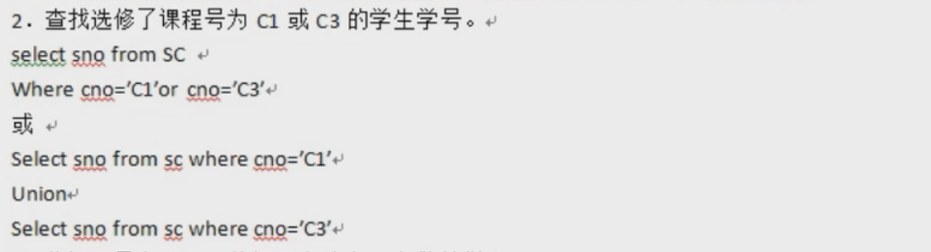 2．查找选修了课程号为 C1 或 C3 的学生学号。
select sno from SC
Where cno=’C1’or cno=’C3’
或
Select sno from sc where cno=’C1’
Union
Select sno from sc where cno=’C3’